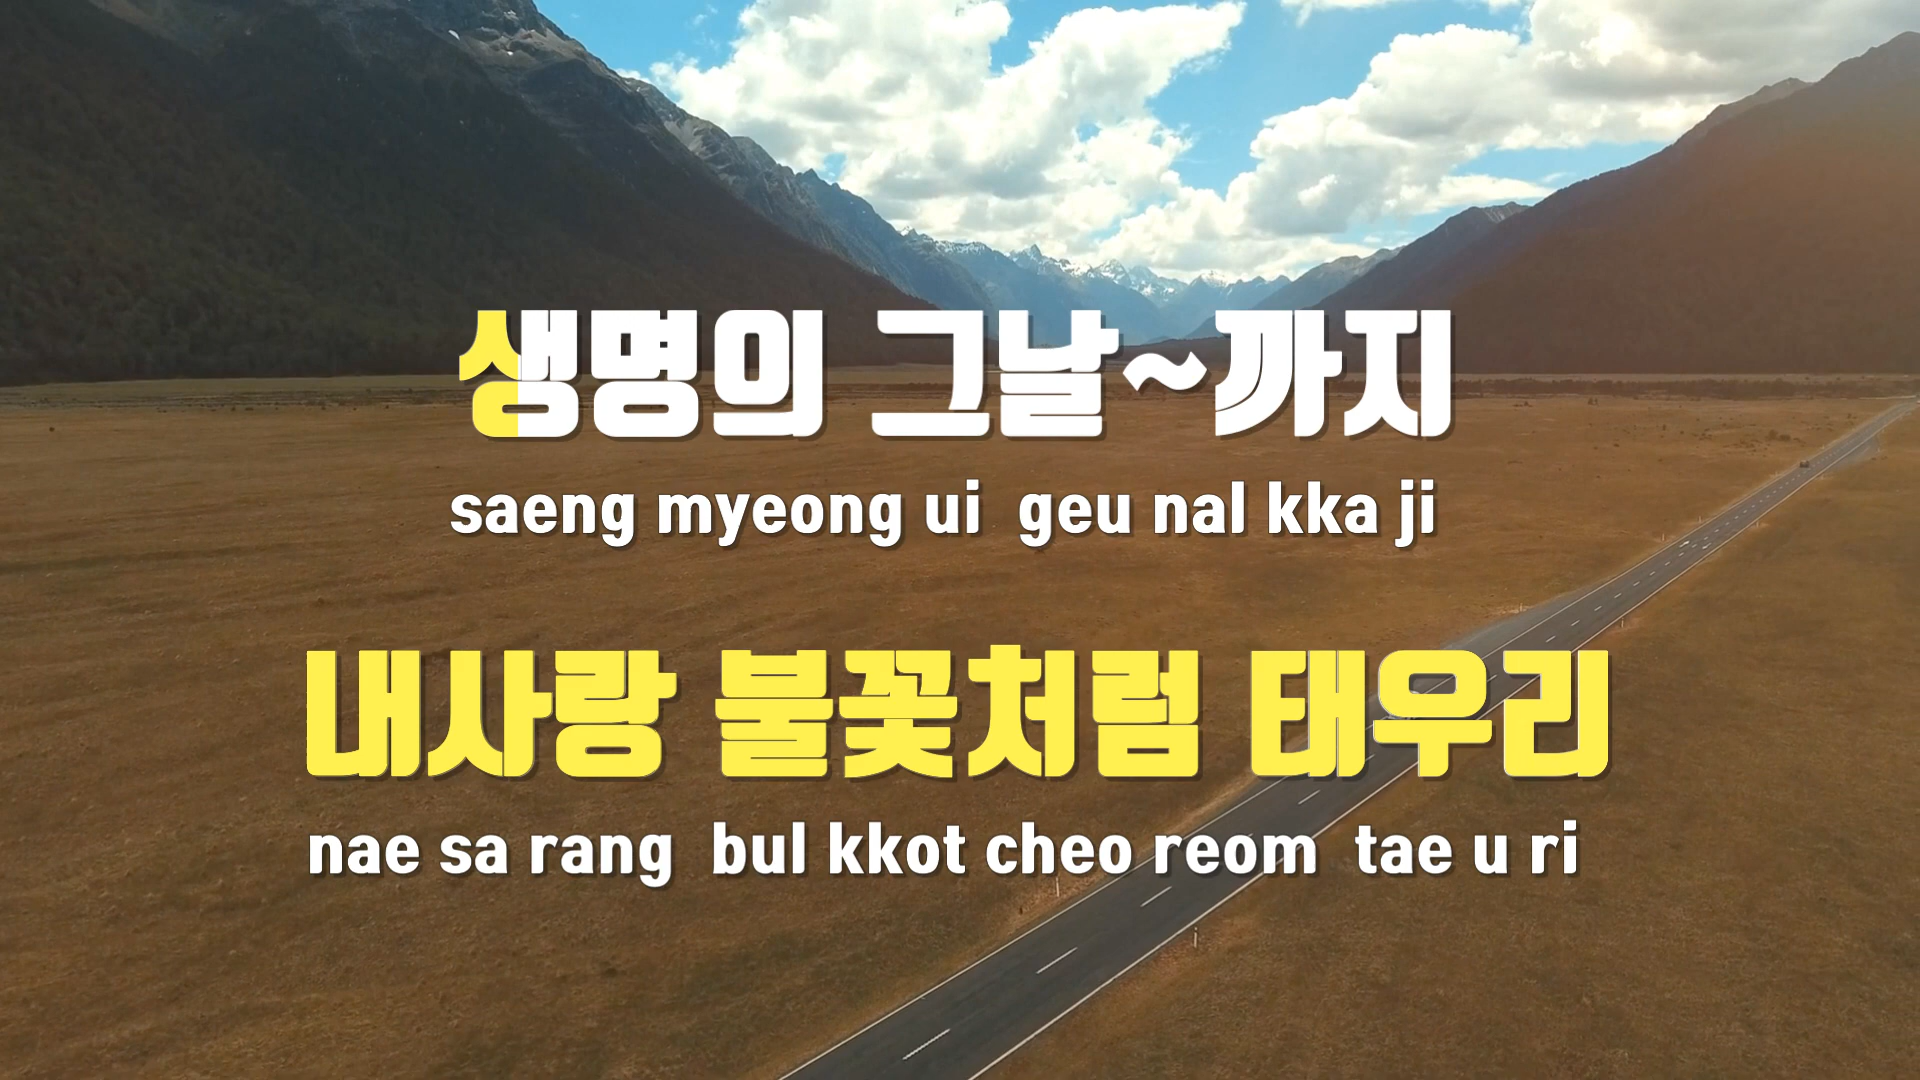 생명의 그날~까지
saeng myeong ui geu nal kka ji
내사랑 불꽃처럼 태우리
nae sa rang bul kkot cheo reom tae u ri